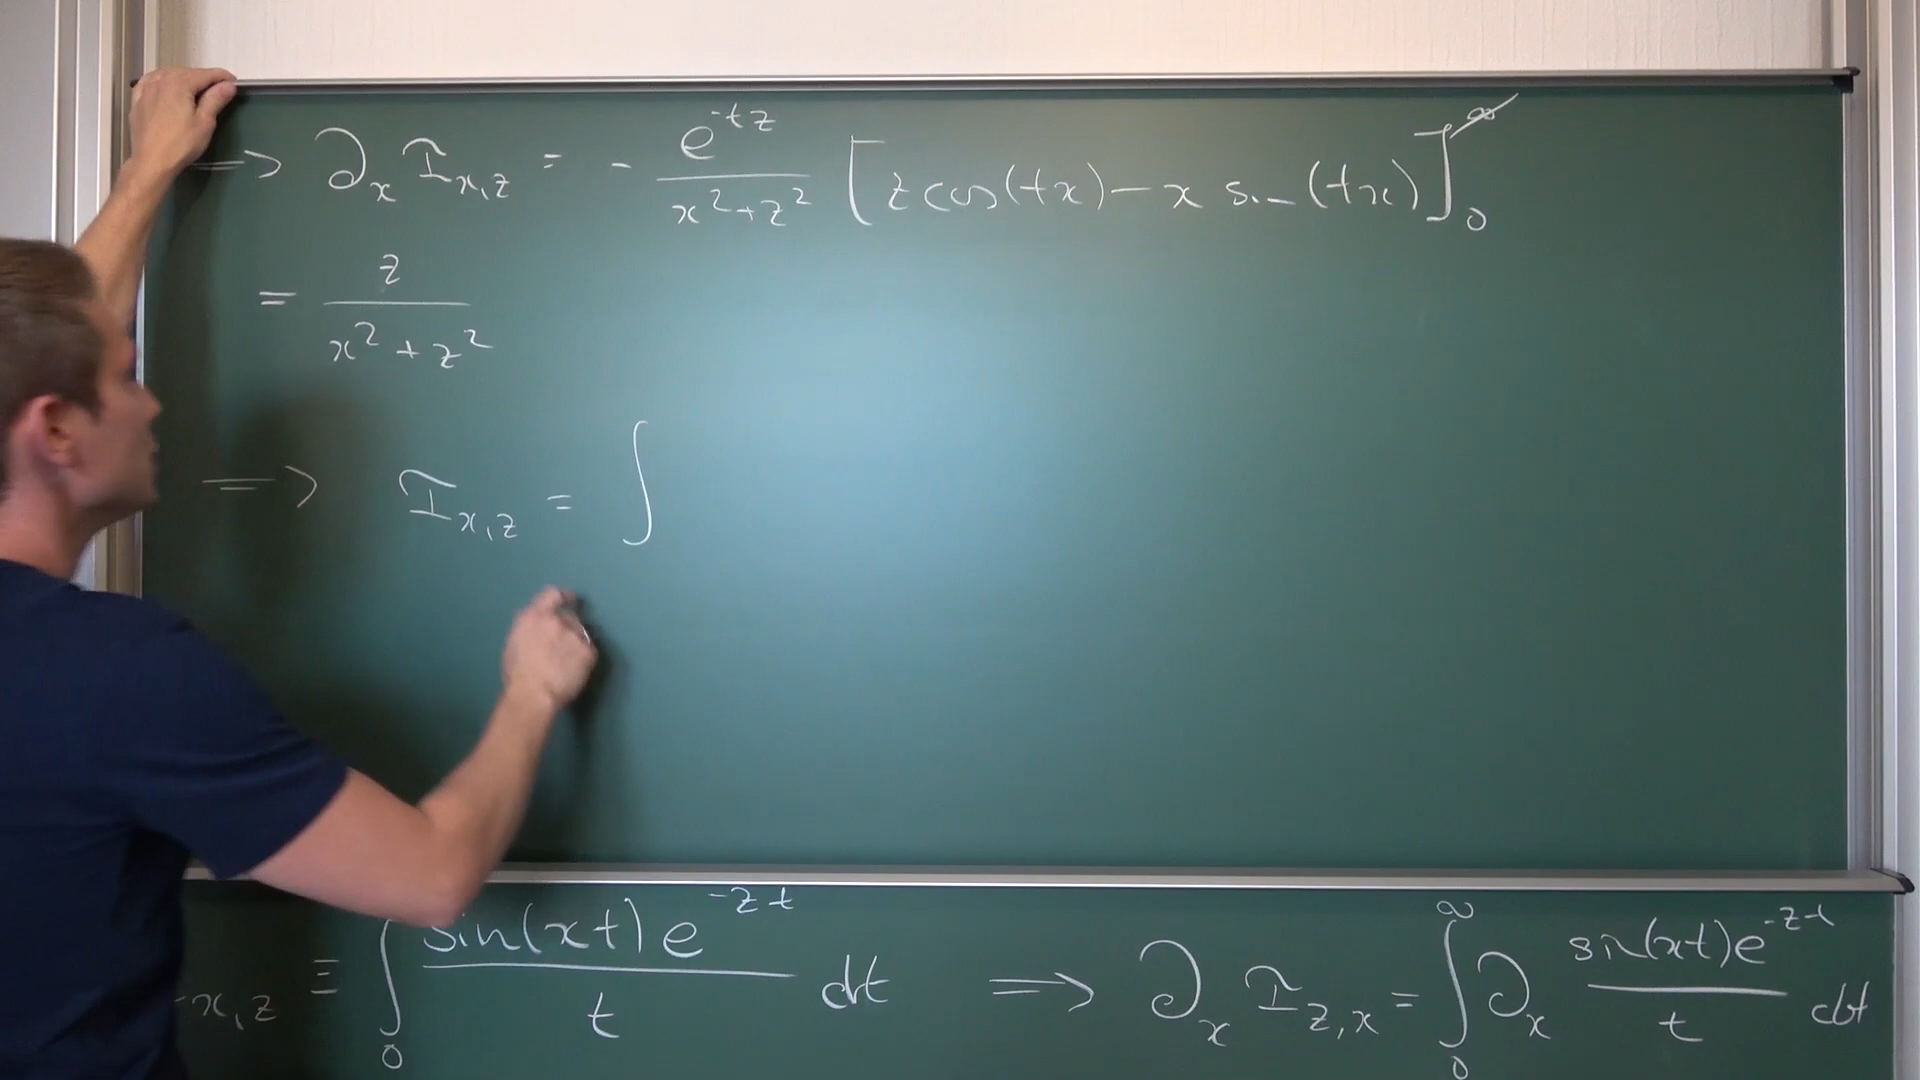 ⟹ ∂ₓ I_{x,z} = - e^{-tz} / (x² + z²) [z cos(tx) - x sin(tx)]₀^∞
= z / (x² + z²)
⟹ I_{x,z} = ∫
x,z ≡ ∫₀^∞ sin(xt) e^{-zt} / t dt ⟹ ∂ₓ I_{z,x} = ∫₀^∞ ∂ₓ sin(xt) e^{-zt} / t dt